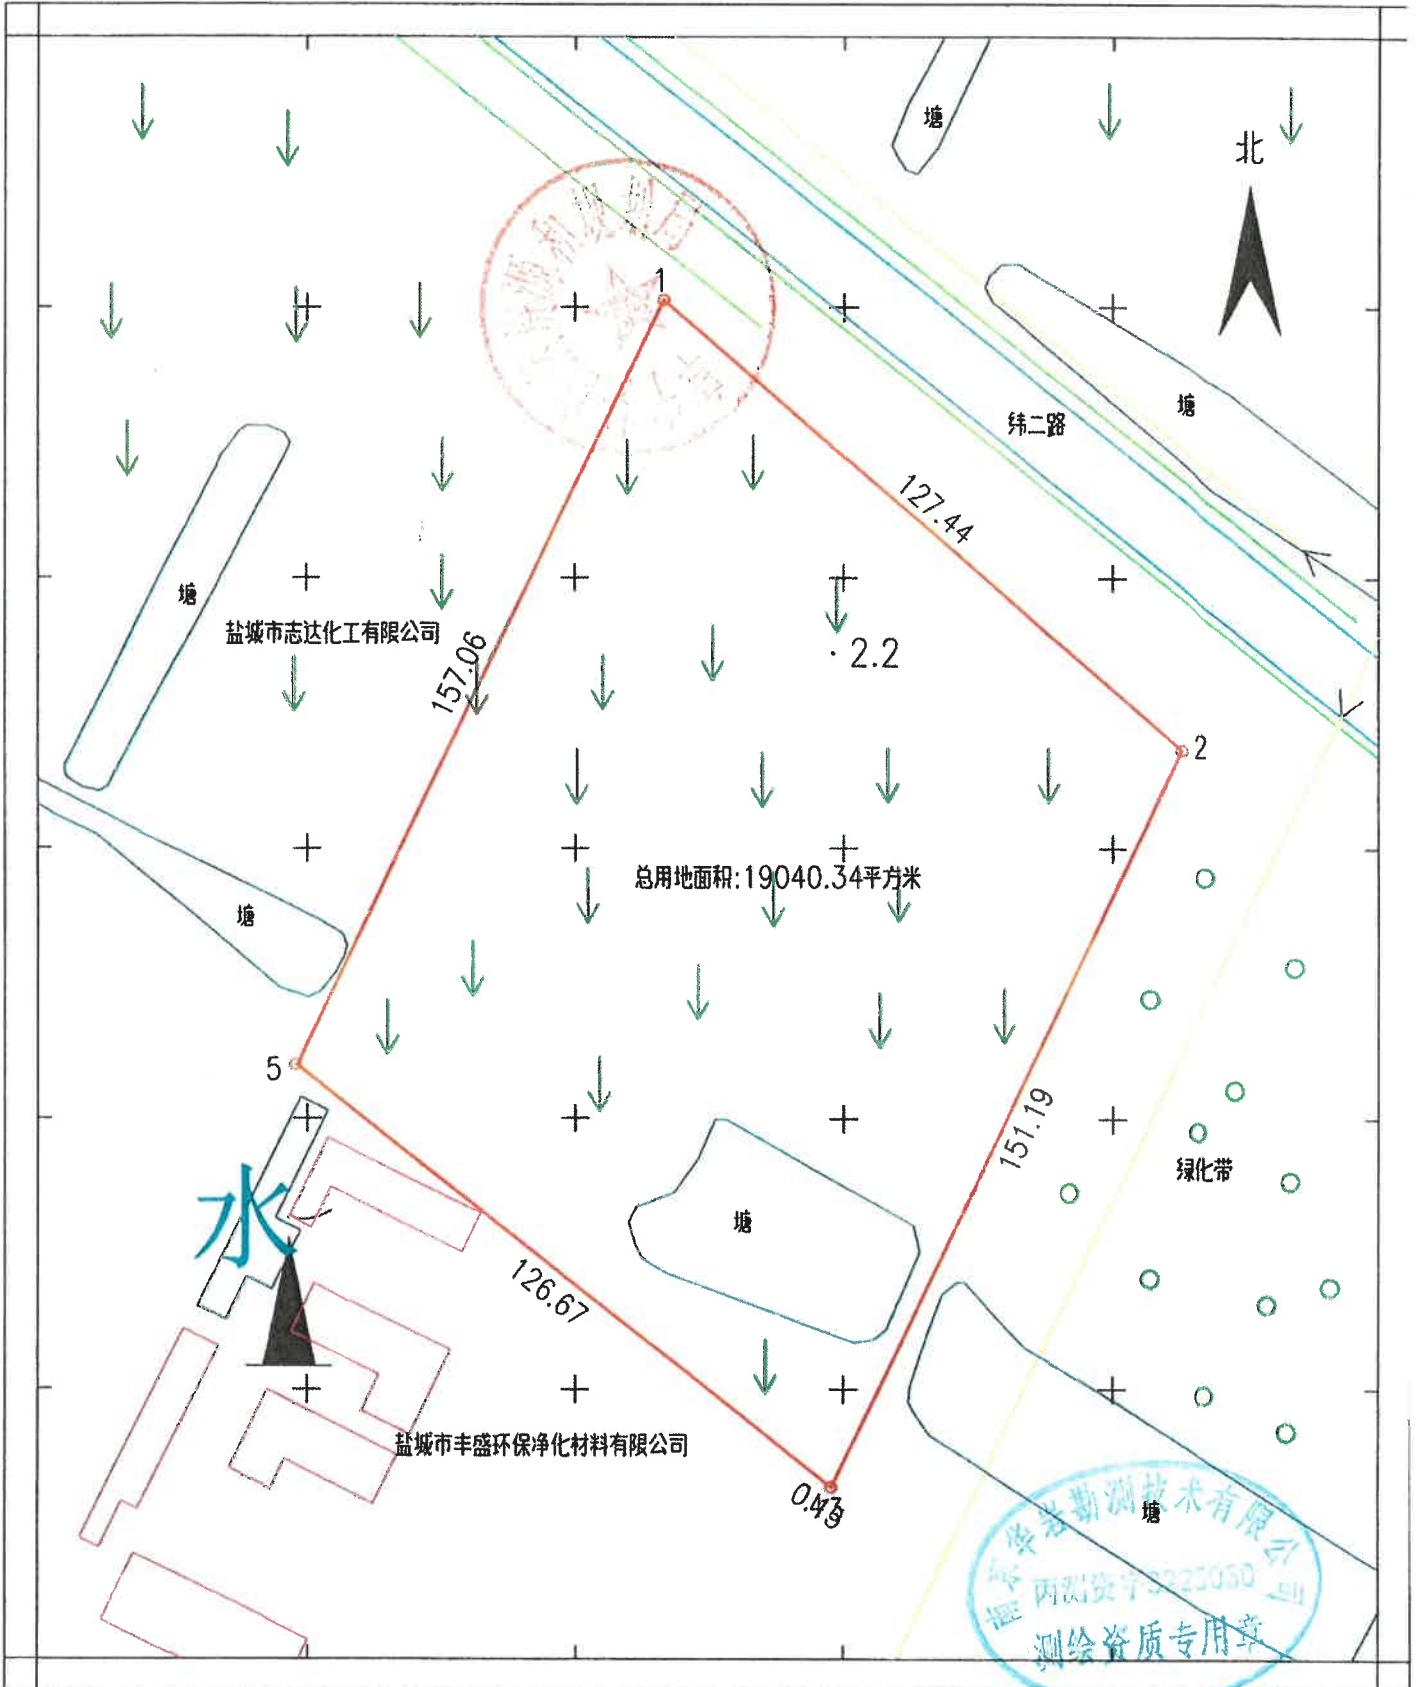 塘
北
1
塘
纬二路
127.44
塘
盐城市志达化工有限公司
157.06
2.2
2
总用地面积:19040.34平方米
塘
5
151.19
绿化带
水
塘
126.67
盐城市丰盛环保净化材料有限公司
塘
测绘资质专用章